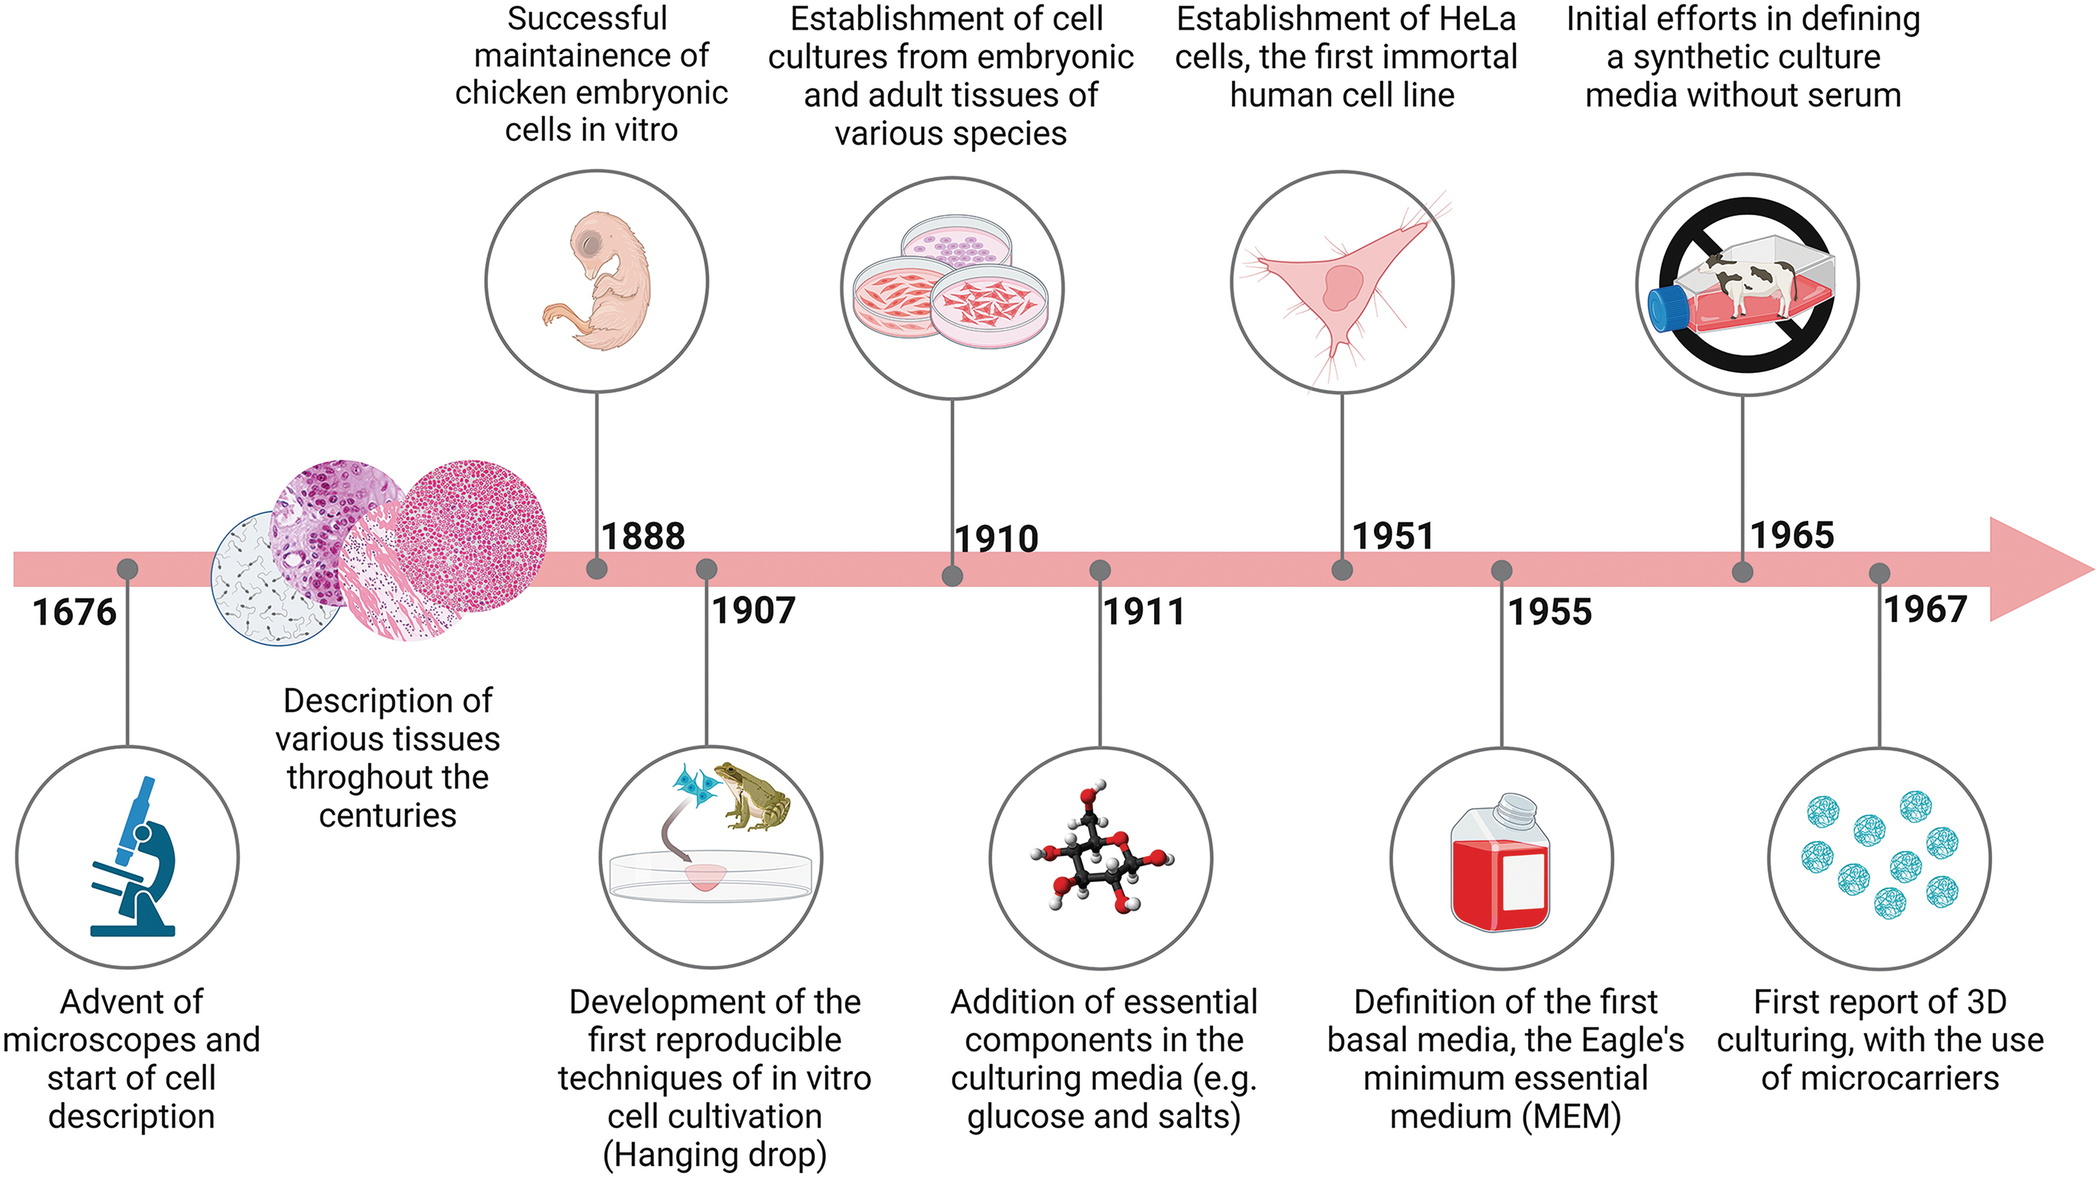 Successful
maintainence of
chicken embryonic
cells in vitro
Establishment of cell
cultures from embryonic
and adult tissues of
various species
Establishment of HeLa
cells, the first immortal
human cell line
Initial efforts in defining
a synthetic culture
media without serum
1888
1910
1951
1965
1676
1907
1911
1955
1967
Description of
various tissues
throghout the
centuries
Advent of
microscopes and
start of cell
description
Development of the
first reproducible
techniques of in vitro
cell cultivation
(Hanging drop)
Addition of essential
components in the
culturing media (e.g.
glucose and salts)
Definition of the first
basal media, the Eagle's
minimum essential
medium (MEM)
First report of 3D
culturing, with the use
of microcarriers